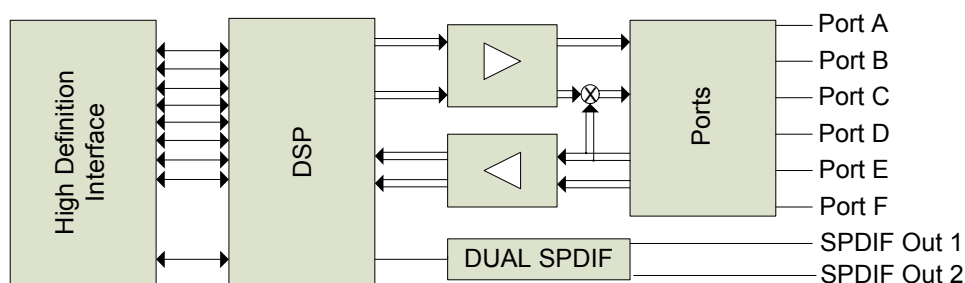 High Definition
Interface
DSP
Ports
Port A
Port B
Port C
Port D
Port E
Port F
DUAL SPDIF
SPDIF Out 1
SPDIF Out 2